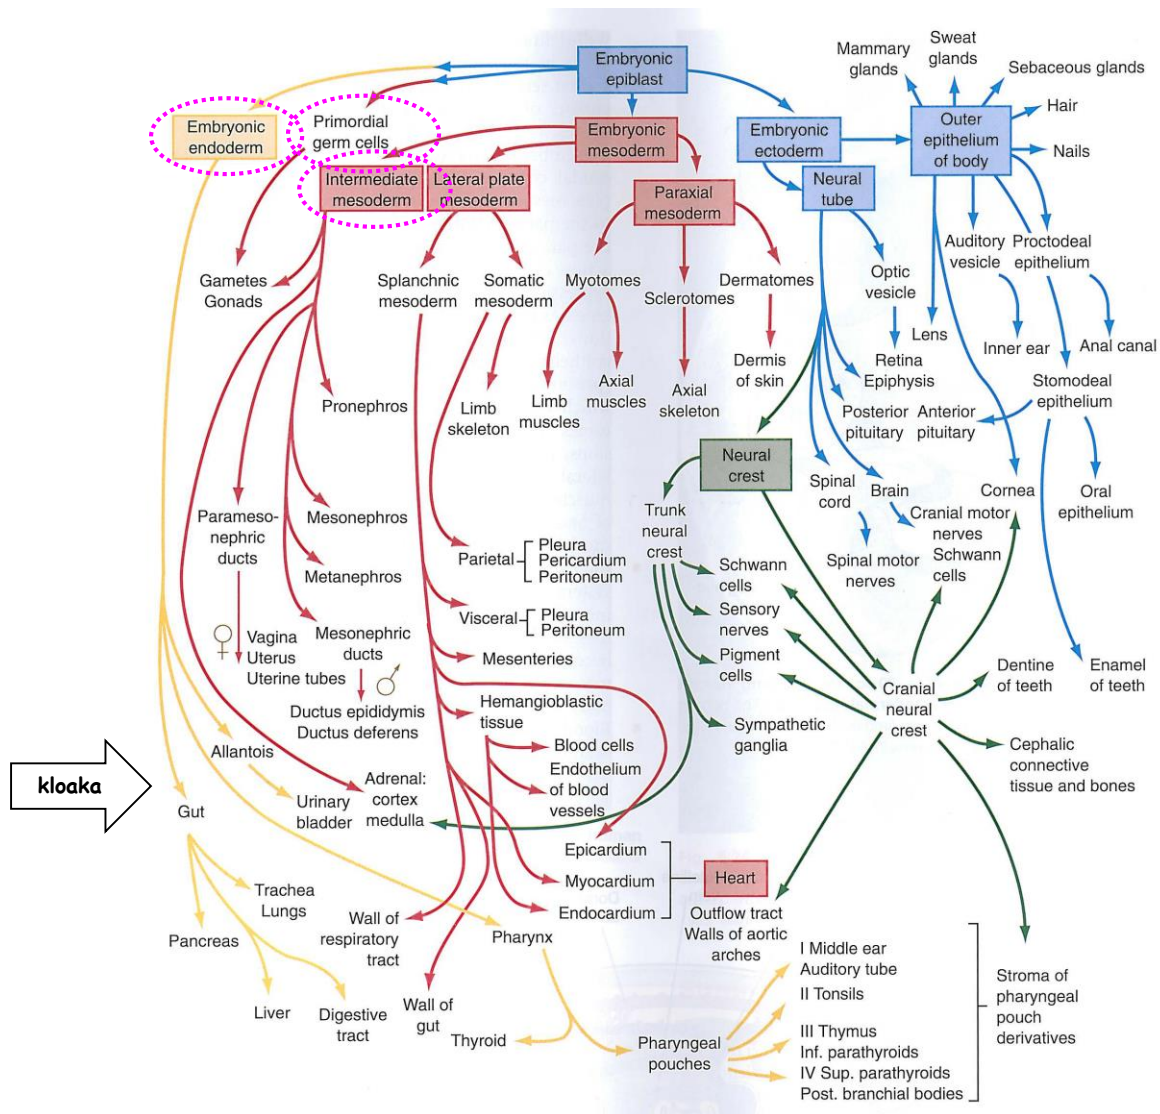 Embryonic
epiblast
Mammary
glands
Sweat
glands
Sebaceous glands
Hair
Nails
Outer
epithelium
of body
Embryonic
endoderm
Primordial
germ cells
Embryonic
mesoderm
Embryonic
ectoderm
Neural
tube
Intermediate
mesoderm
Lateral plate
mesoderm
Paraxial
mesoderm
Gametes
Gonads
Splanchnic
mesoderm
Somatic
mesoderm
Myotomes
Sclerotomes
Dermatomes
Optic
vesicle
Auditory
vesicle
Proctodeal
epithelium
Pronephros
Limb
skeleton
Limb
muscles
Axial
muscles
Axial
skeleton
Dermis
of skin
Retina
Epiphysis
Lens
Inner ear
Anal canal
Stomodeal
epithelium
Posterior
pituitary
Anterior
pituitary
Neural
crest
Spinal
cord
Brain
Cornea
Oral
epithelium
Parameso-
nephric
ducts
Mesonephros
Metanephros
Trunk
neural
crest
Cranial motor
nerves
Schwann
cells
Spinal motor
nerves
Parietal
Pleura
Pericardium
Peritoneum
Schwann
cells
Visceral
Pleura
Peritoneum
Sensory
nerves
♀
Vagina
Uterus
Uterine tubes
Mesonephric
ducts
♂
Mesenteries
Pigment
cells
Cranial
neural
crest
Dentine
of teeth
Enamel
of teeth
Ductus epididymis
Ductus deferens
Hemangioblastic
tissue
Sympathetic
ganglia
Allantois
Blood cells
Endothelium
of blood
vessels
Cephalic
connective
tissue and bones
kloaka
Gut
Urinary
bladder
Adrenal:
cortex
medulla
Epicardium
Myocardium
Endocardium
Heart
Trachea
Lungs
Pancreas
Wall of
respiratory
tract
Pharynx
Outflow tract
Walls of aortic
arches
Liver
Digestive
tract
Wall of
gut
Thyroid
Pharyngeal
pouches
I Middle ear
Auditory tube
II Tonsils
III Thymus
Inf. parathyroids
IV Sup. parathyroids
Post. branchial bodies
Stroma of
pharyngeal
pouch
derivatives